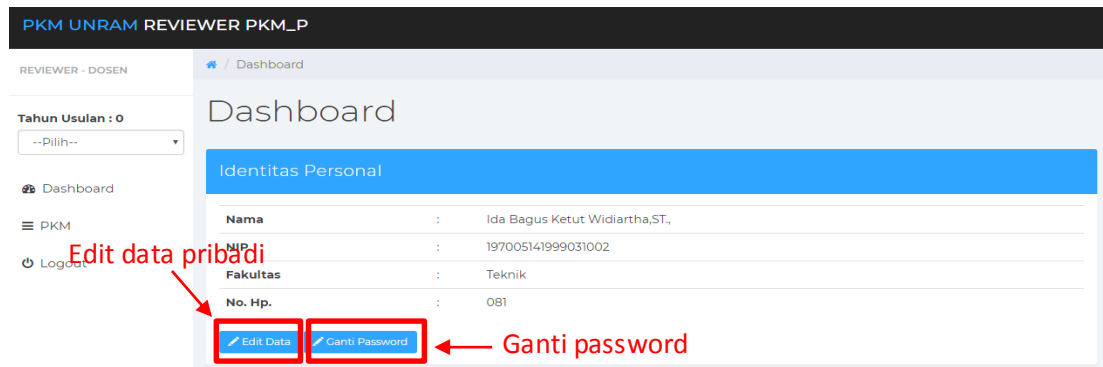 PKM UNRAM REVIEWER PKM_P
REVIEWER - DOSEN
/ Dashboard
Tahun Usulan : 0
--Pilih--
Dashboard
PKM
Logout
Dashboard
Identitas Personal
Nama : Ida Bagus Ketut Widiartha,ST.,
NIP : 197005141999031002
Fakultas : Teknik
No. Hp. : 081
Edit Data Ganti Password
Edit data pribadi
Ganti password